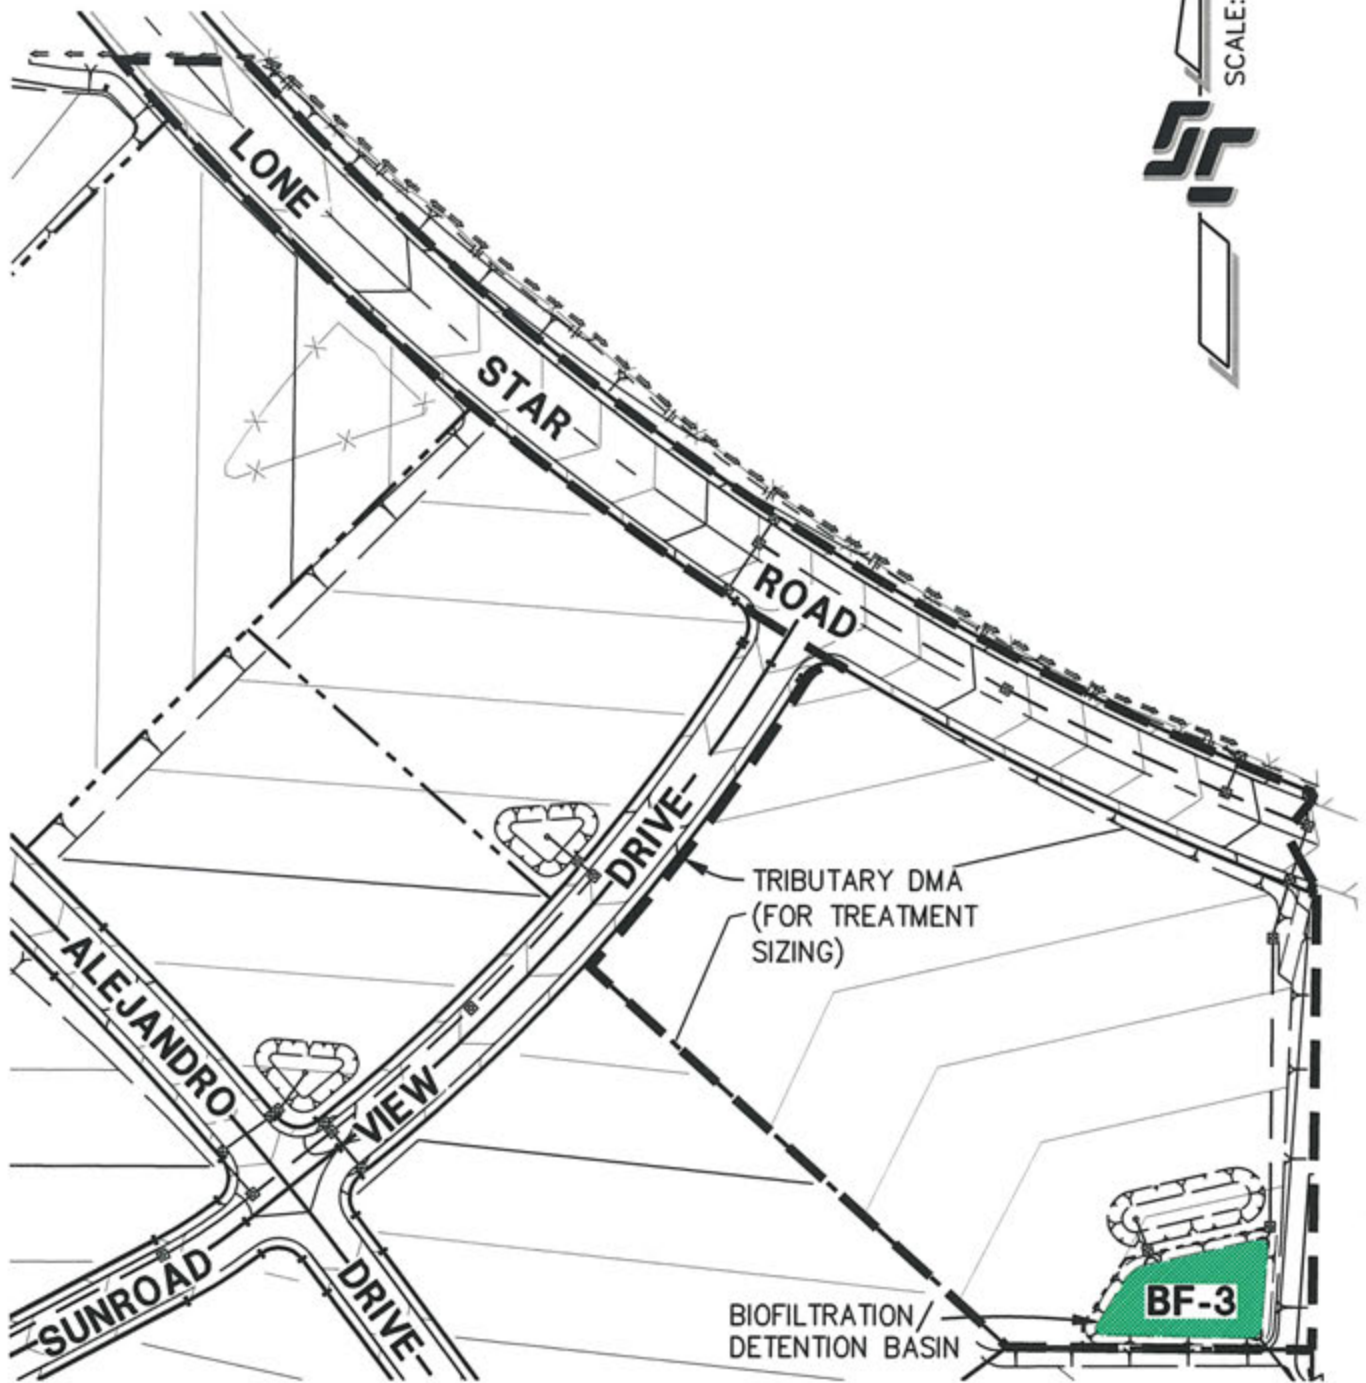 SCALE:
LONE
STAR
ROAD
DRIVE
TRIBUTARY DMA
(FOR TREATMENT
SIZING)
ALEJANDRO
VIEW
SUNROAD
DRIVE
BIOFILTRATION/
DETENTION BASIN
BF-3